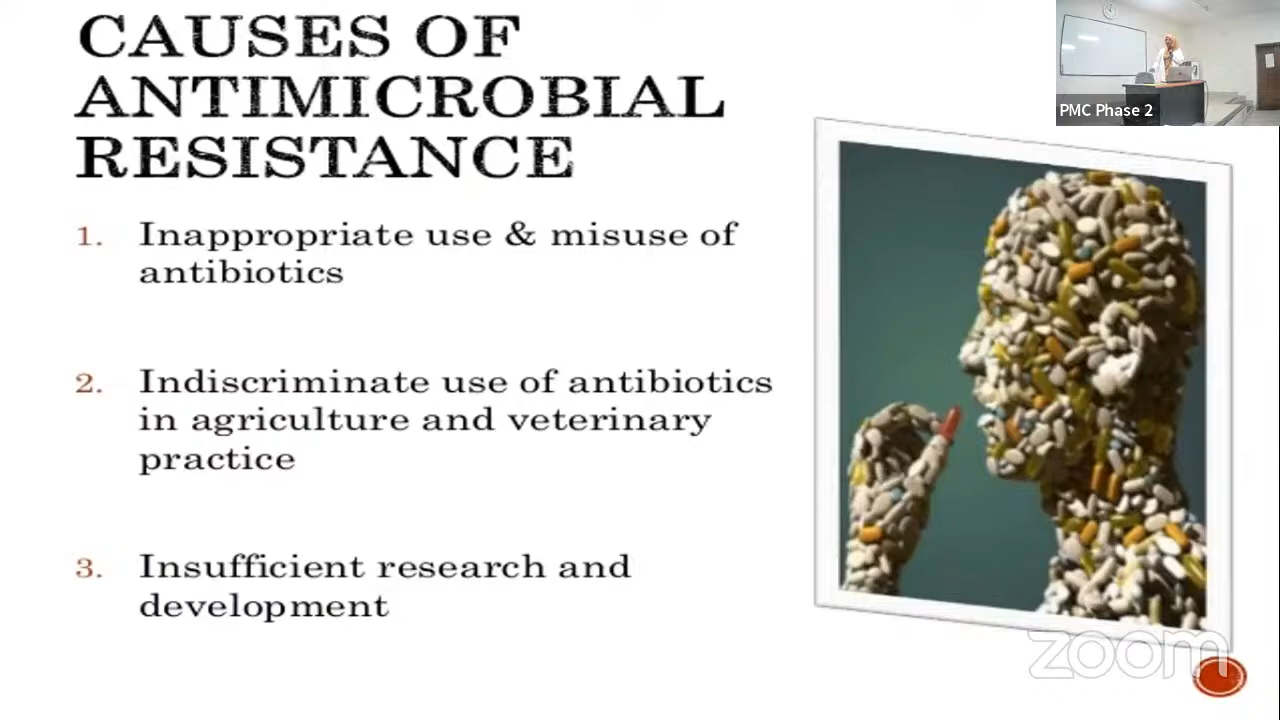 CAUSES OF
ANTIMICROBIAL
RESISTANCE
PMC Phase 2
1. Inappropriate use & misuse of
antibiotics
2. Indiscriminate use of antibiotics
in agriculture and veterinary
practice
3. Insufficient research and
development
zoom